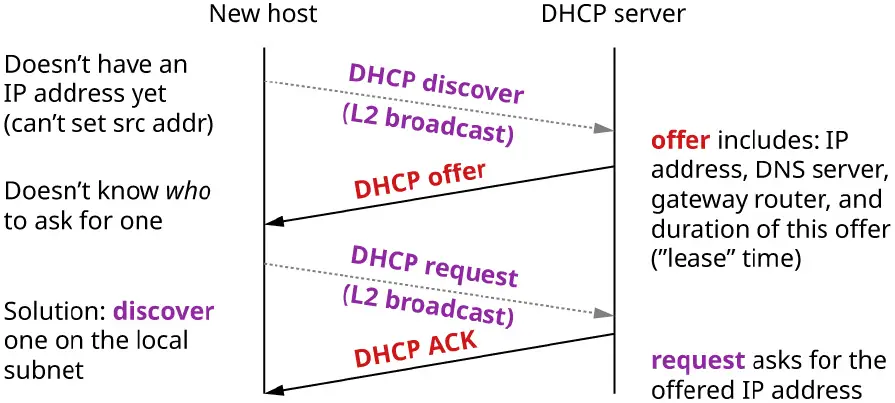 New host
DHCP server
Doesn’t have an
IP address yet
(can’t set src addr)
DHCP discover
(L2 broadcast)
offer includes: IP
address, DNS server,
gateway router, and
duration of this offer
(”lease” time)
DHCP offer
Doesn’t know who
to ask for one
DHCP request
(L2 broadcast)
Solution: discover
one on the local
subnet
DHCP ACK
request asks for the
offered IP address